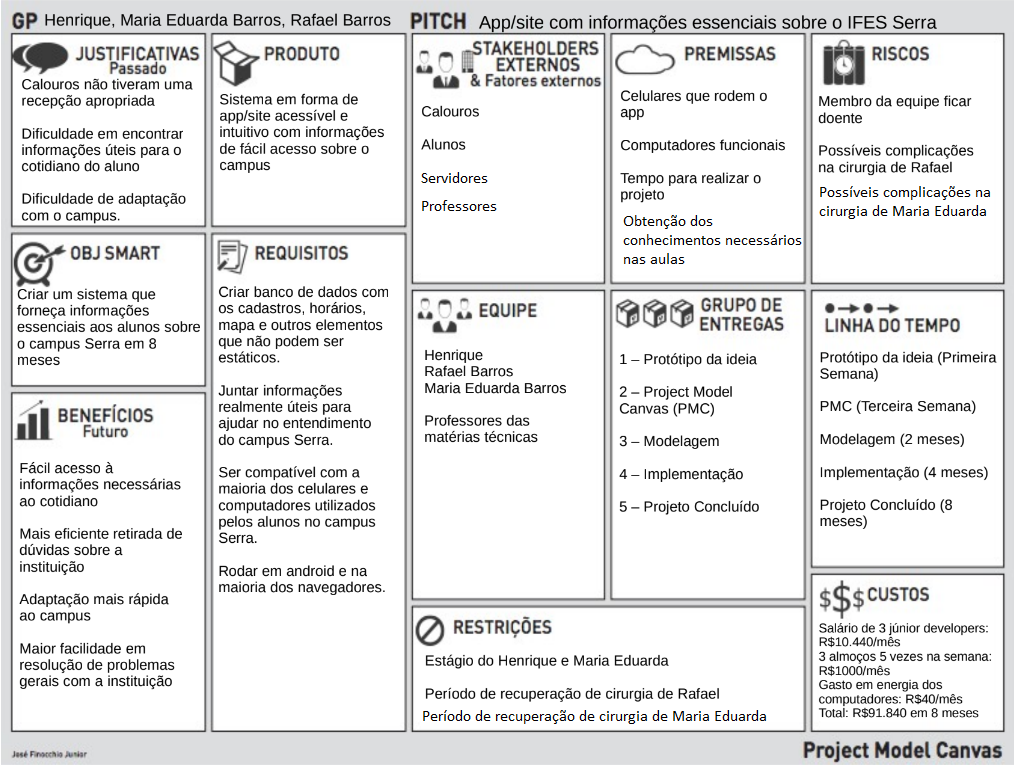 GP Henrique, Maria Eduarda Barros, Rafael Barros
PITCH App/site com informações essenciais sobre o IFES Serra
JUSTIFICATIVAS
Passado
Calouros não tiveram uma
recepção apropriada
Dificuldade em encontrar
informações úteis para o
cotidiano do aluno
Dificuldade de adaptação
com o campus.
OBJ SMART
Criar um sistema que
forneça informações
essenciais aos alunos sobre
o campus Serra em 8
meses
BENEFÍCIOS
Futuro
Fácil acesso à
informações necessárias
ao cotidiano
Mais eficiente retirada de
dúvidas sobre a
instituição
Adaptação mais rápida
ao campus
Maior facilidade em
resolução de problemas
gerais com a instituição
PRODUTO
Sistema em forma de
app/site acessível e
intuitivo com informações
de fácil acesso sobre o
campus
REQUISITOS
Criar banco de dados com
os cadastros, horários,
mapa e outros elementos
que não podem ser
estáticos.
Juntar informações
realmente úteis para
ajudar no entendimento
do campus Serra.
Ser compatível com a
maioria dos celulares e
computadores utilizados
pelos alunos no campus
Serra.
Rodar em android e na
maioria dos navegadores.
STAKEHOLDERS
EXTERNOS
& Fatores externos
Calouros
Alunos
Servidores
Professores
EQUIPE
Henrique
Rafael Barros
Maria Eduarda Barros
Professores das
matérias técnicas
PREMISSAS
Celulares que rodem o
app
Computadores funcionais
Tempo para realizar o
projeto
Obtenção dos
conhecimentos necessários
nas aulas
GRUPO DE
ENTREGAS
1 – Protótipo da ideia
2 – Project Model
Canvas (PMC)
3 – Modelagem
4 – Implementação
5 – Projeto Concluído
RESTRIÇÕES
Estágio do Henrique e Maria Eduarda
Período de recuperação de cirurgia de Rafael
Período de recuperação de cirurgia de Maria Eduarda
RISCOS
Membro da equipe ficar
doente
Possíveis complicações
na cirurgia de Rafael
Possíveis complicações na
cirurgia de Maria Eduarda
LINHA DO TEMPO
Protótipo da ideia (Primeira
Semana)
PMC (Terceira Semana)
Modelagem (2 meses)
Implementação (4 meses)
Projeto Concluído (8
meses)
$$$ CUSTOS
Salário de 3 júnior developers:
R$10.440/mês
3 almoços 5 vezes na semana:
R$1000/mês
Gasto em energia dos
computadores: R$40/mês
Total: R$91.840 em 8 meses
José Finocchio Junior
Project Model Canvas